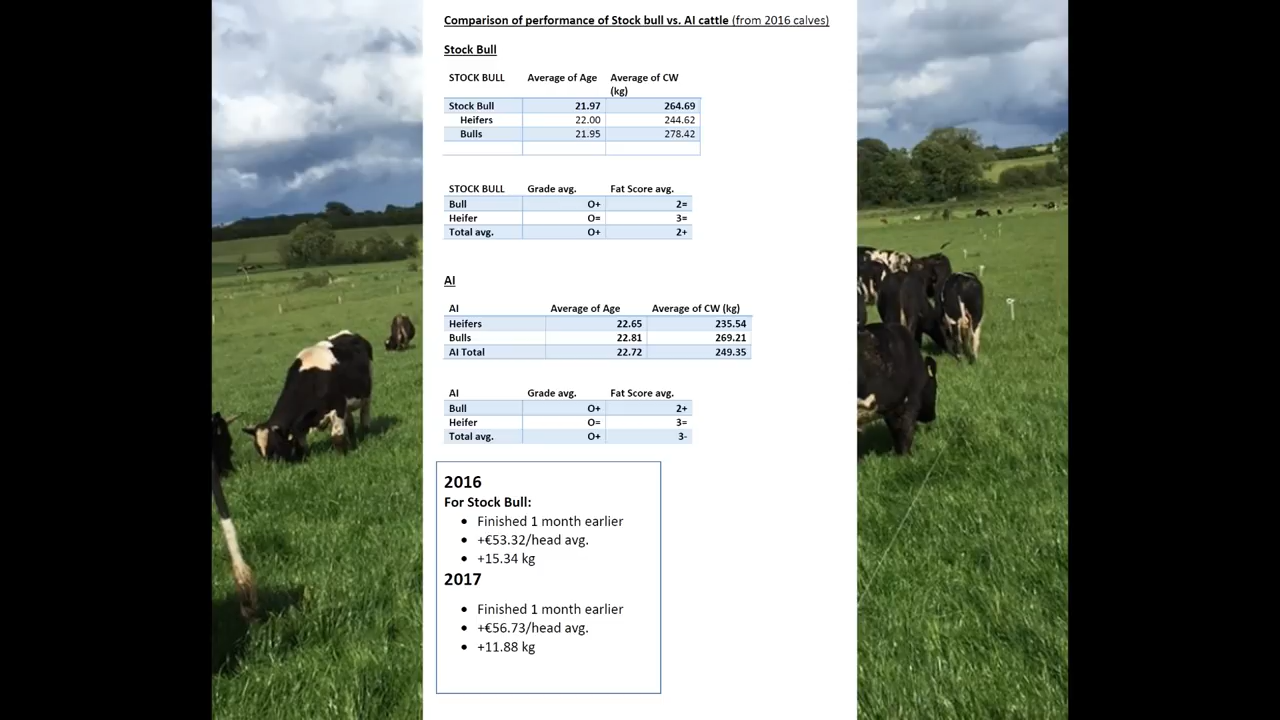 Comparison of performance of Stock bull vs. AI cattle (from 2016 calves)
Stock Bull
STOCK BULL Average of Age Average of CW (kg)
Stock Bull 21.97 264.69
Heifers 22.00 244.62
Bulls 21.95 278.42
STOCK BULL Grade avg. Fat Score avg.
Bull O+ 2=
Heifer O= 3=
Total avg. O+ 2+
AI
AI Average of Age Average of CW (kg)
Heifers 22.65 235.54
Bulls 22.81 269.21
AI Total 22.72 249.35
AI Grade avg. Fat Score avg.
Bull O+ 2+
Heifer O= 3=
Total avg. O+ 3-
2016
For Stock Bull:
• Finished 1 month earlier
• +€53.32/head avg.
• +15.34 kg
2017
• Finished 1 month earlier
• +€56.73/head avg.
• +11.88 kg